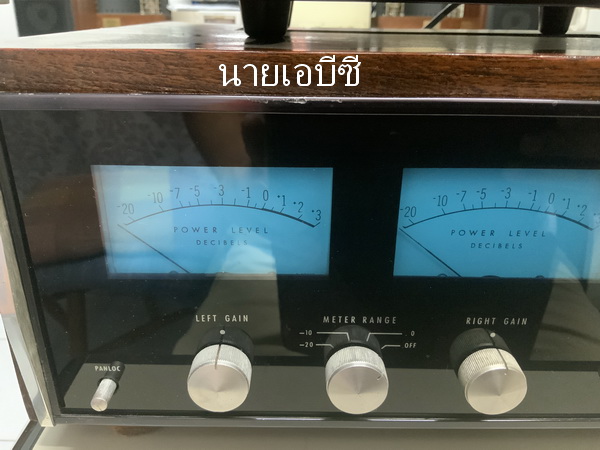 นายเอบีซี
-20 -10 -7 -5 -3 -1 0 +1 +2 +3
POWER LEVEL
DECIBELS
-20 -10 -7 -5 -3 -1 0 +1 +2
POWER LEVEL
DECIBELS
LEFT GAIN
METER RANGE
RIGHT GAIN
-10 0
-20 OFF
PANLOC